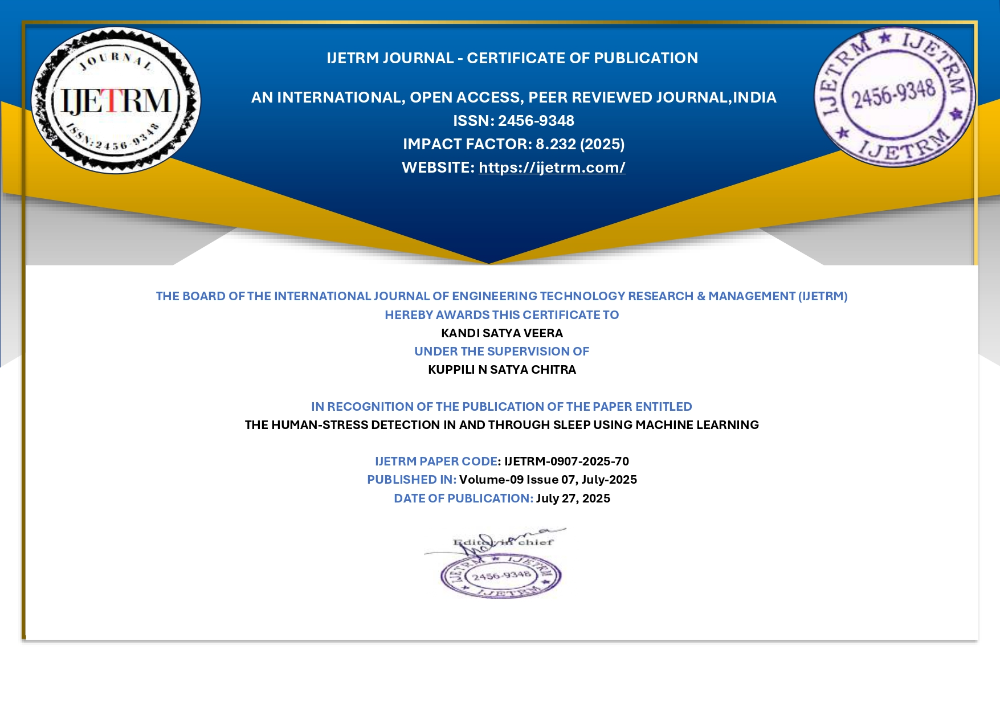 JOURNAL
IJETRM
ISSN:2456-9348
IJETRM JOURNAL - CERTIFICATE OF PUBLICATION
AN INTERNATIONAL, OPEN ACCESS, PEER REVIEWED JOURNAL,INDIA
ISSN: 2456-9348
IMPACT FACTOR: 8.232 (2025)
WEBSITE: https://ijetrm.com/
IJETRM ★ IJETRM ★ IJETRM ★
2456-9348
THE BOARD OF THE INTERNATIONAL JOURNAL OF ENGINEERING TECHNOLOGY RESEARCH & MANAGEMENT (IJETRM)
HEREBY AWARDS THIS CERTIFICATE TO
KANDI SATYA VEERA
UNDER THE SUPERVISION OF
KUPPILI N SATYA CHITRA
IN RECOGNITION OF THE PUBLICATION OF THE PAPER ENTITLED
THE HUMAN-STRESS DETECTION IN AND THROUGH SLEEP USING MACHINE LEARNING
IJETRM PAPER CODE: IJETRM-0907-2025-70
PUBLISHED IN: Volume-09 Issue 07, July-2025
DATE OF PUBLICATION: July 27, 2025
Editor in chief
IJETRM ★ IJETRM ★ IJETRM ★
2456-9348